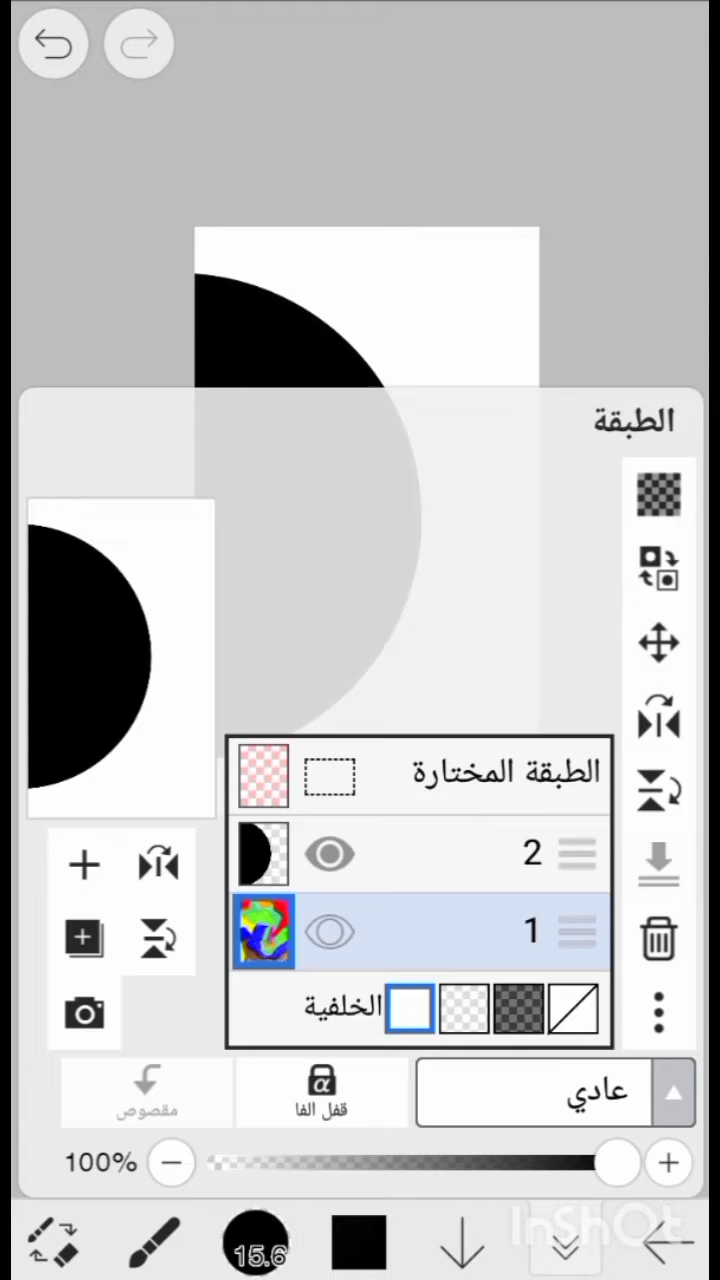 الطبقة
الطبقة المختارة
2
1
الخلفية
مقصوص
α
قفل الفا
عادي
100%
15.6
InShOt